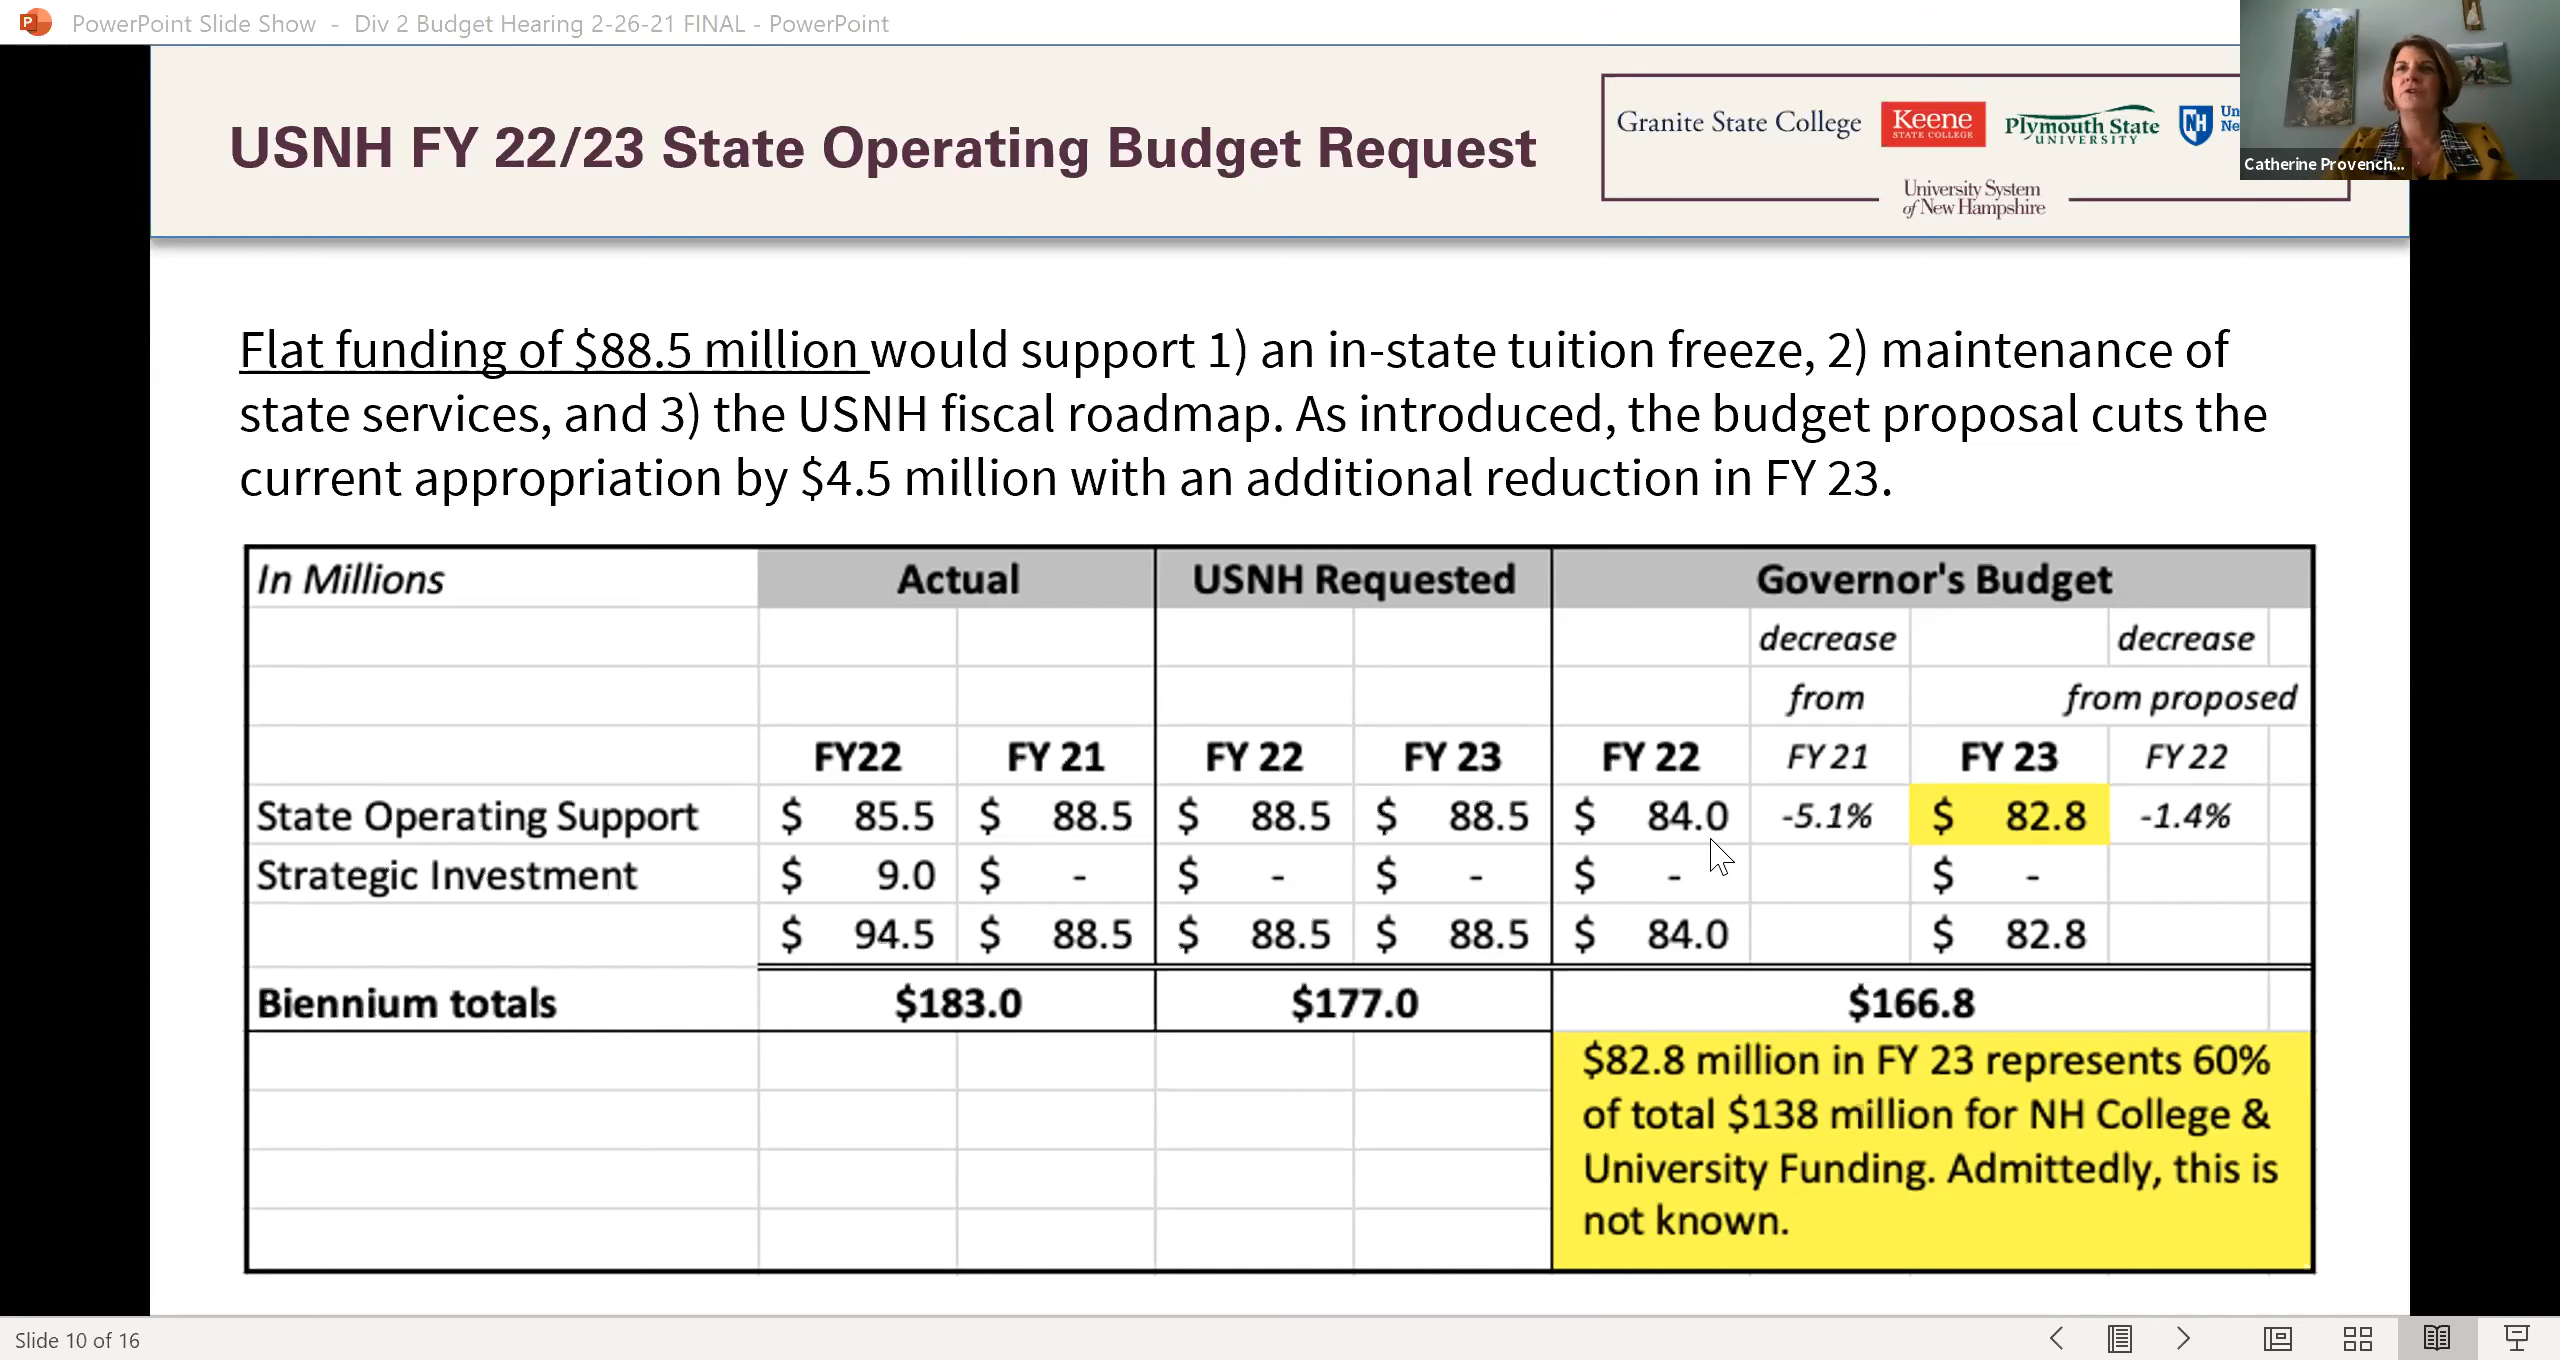 PowerPoint Slide Show - Div 2 Budget Hearing 2-26-21 FINAL - PowerPoint
USNH FY 22/23 State Operating Budget Request
Granite State College
Keene
STATE COLLEGE
Plymouth State
UNIVERSITY
NH
Un
Ne
University System
of New Hampshire
Catherine Provench...
Flat funding of $88.5 million would support 1) an in-state tuition freeze, 2) maintenance of
state services, and 3) the USNH fiscal roadmap. As introduced, the budget proposal cuts the
current appropriation by $4.5 million with an additional reduction in FY 23.
In Millions Actual USNH Requested Governor's Budget
decrease decrease
from from proposed
FY22 FY 21 FY 22 FY 23 FY 22 FY 21 FY 23 FY 22
State Operating Support $ 85.5 $ 88.5 $ 88.5 $ 88.5 $ 84.0 -5.1% $ 82.8 -1.4%
Strategic Investment $ 9.0 $ - $ - $ - $ - $ -
$ 94.5 $ 88.5 $ 88.5 $ 88.5 $ 84.0 $ 82.8
Biennium totals $183.0 $177.0 $166.8
$82.8 million in FY 23 represents 60%
of total $138 million for NH College &
University Funding. Admittedly, this is
not known.
Slide 10 of 16